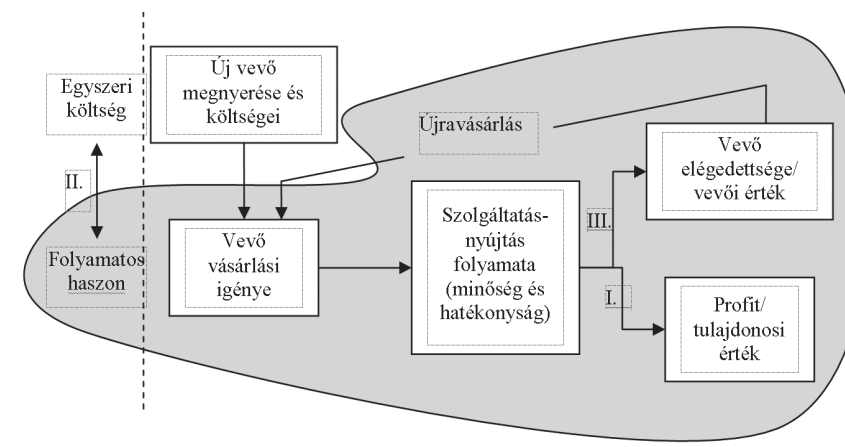 Egyszeri
költség
II.
Folyamatos
haszon
Új vevő
megnyerése és
költségei
Újravásárlás
Vevő
vásárlási
igénye
Szolgáltatás-
nyújtás
folyamata
(minőség és
hatékonyság)
III.
I.
Vevő
elégedettsége/
vevői érték
Profit/
tulajdonosi
érték